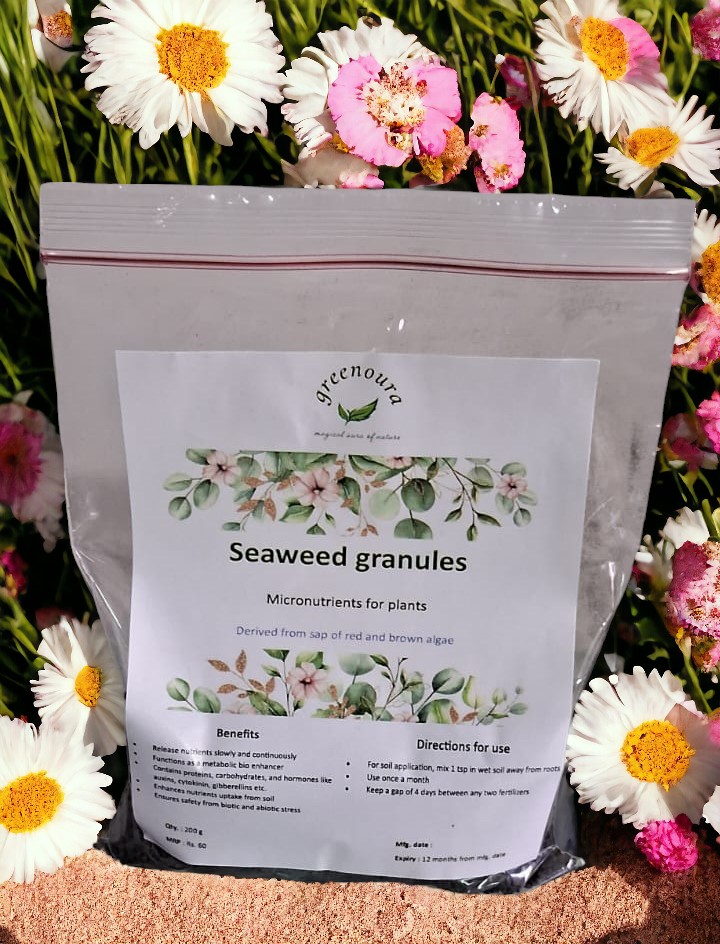 greenoura
magical aura of nature
Seaweed granules
Micronutrients for plants
Derived from sap of red and brown algae
Benefits
• Release nutrients slowly and continuously
• Functions as a metabolic bio enhancer
• Contains proteins, carbohydrates, and hormones like
auxins, cytokinin, gibberellins etc.
• Enhances nutrients uptake from soil
• Ensures safety from biotic and abiotic stress
Qty. : 200 g
MRP : Rs. 60
Directions for use
• For soil application, mix 1 tsp in wet soil away from roots
• Use once a month
• Keep a gap of 4 days between any two fertilizers
Mfg. date :
Expiry : 12 months from mfg. date